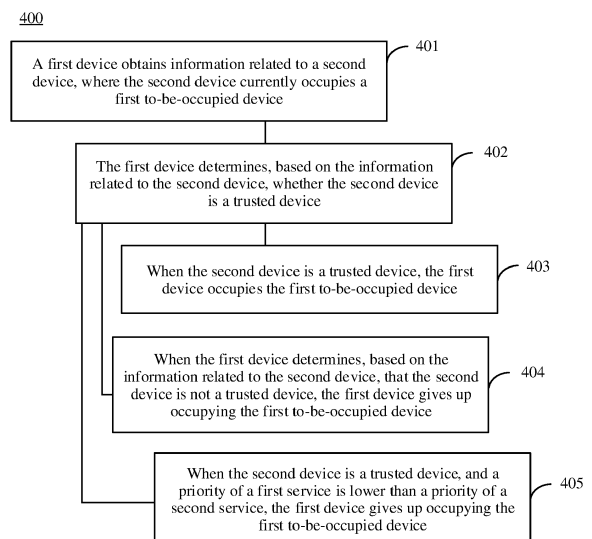 400
401
A first device obtains information related to a second
device, where the second device currently occupies a
first to-be-occupied device
402
The first device determines, based on the information
related to the second device, whether the second device
is a trusted device
403
When the second device is a trusted device, the first
device occupies the first to-be-occupied device
When the first device determines, based on the
information related to the second device, that the second
device is not a trusted device, the first device gives up
occupying the first to-be-occupied device
404
When the second device is a trusted device, and a
priority of a first service is lower than a priority of a
second service, the first device gives up occupying the
first to-be-occupied device
405